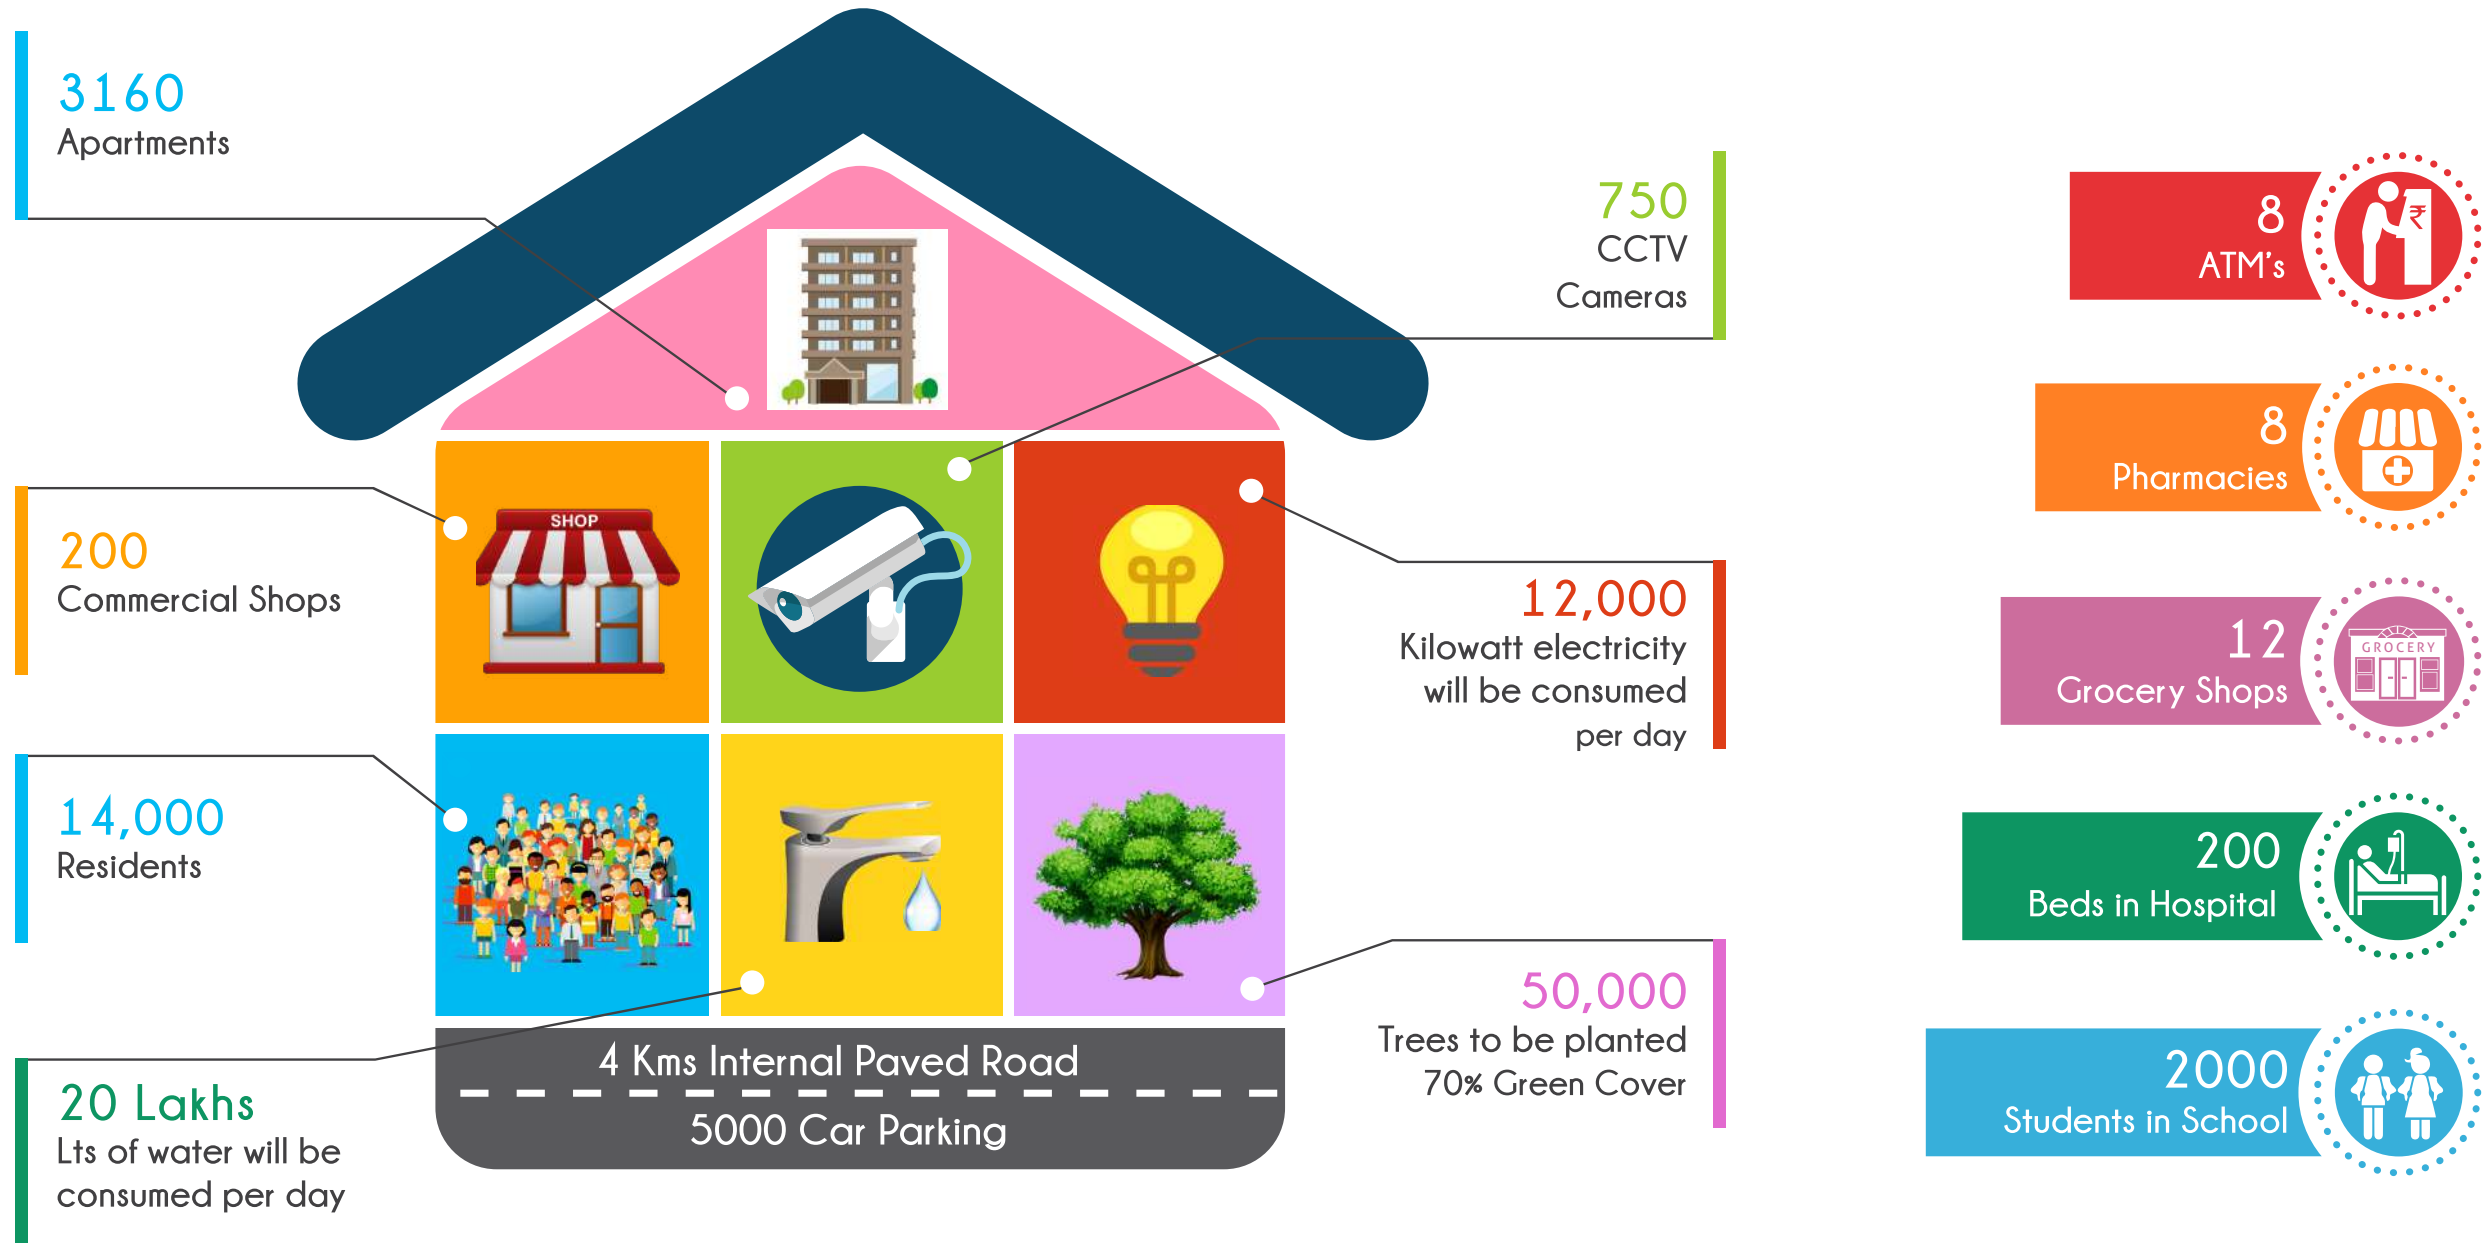 3160
Apartments
200
Commercial Shops
14,000
Residents
20 Lakhs
Lts of water will be
consumed per day
SHOP
4 Kms Internal Paved Road
5000 Car Parking
750
CCTV
Cameras
12,000
Kilowatt electricity
will be consumed
per day
50,000
Trees to be planted
70% Green Cover
8
ATM's
₹
8
Pharmacies
12
Grocery Shops
GROCERY
200
Beds in Hospital
2000
Students in School